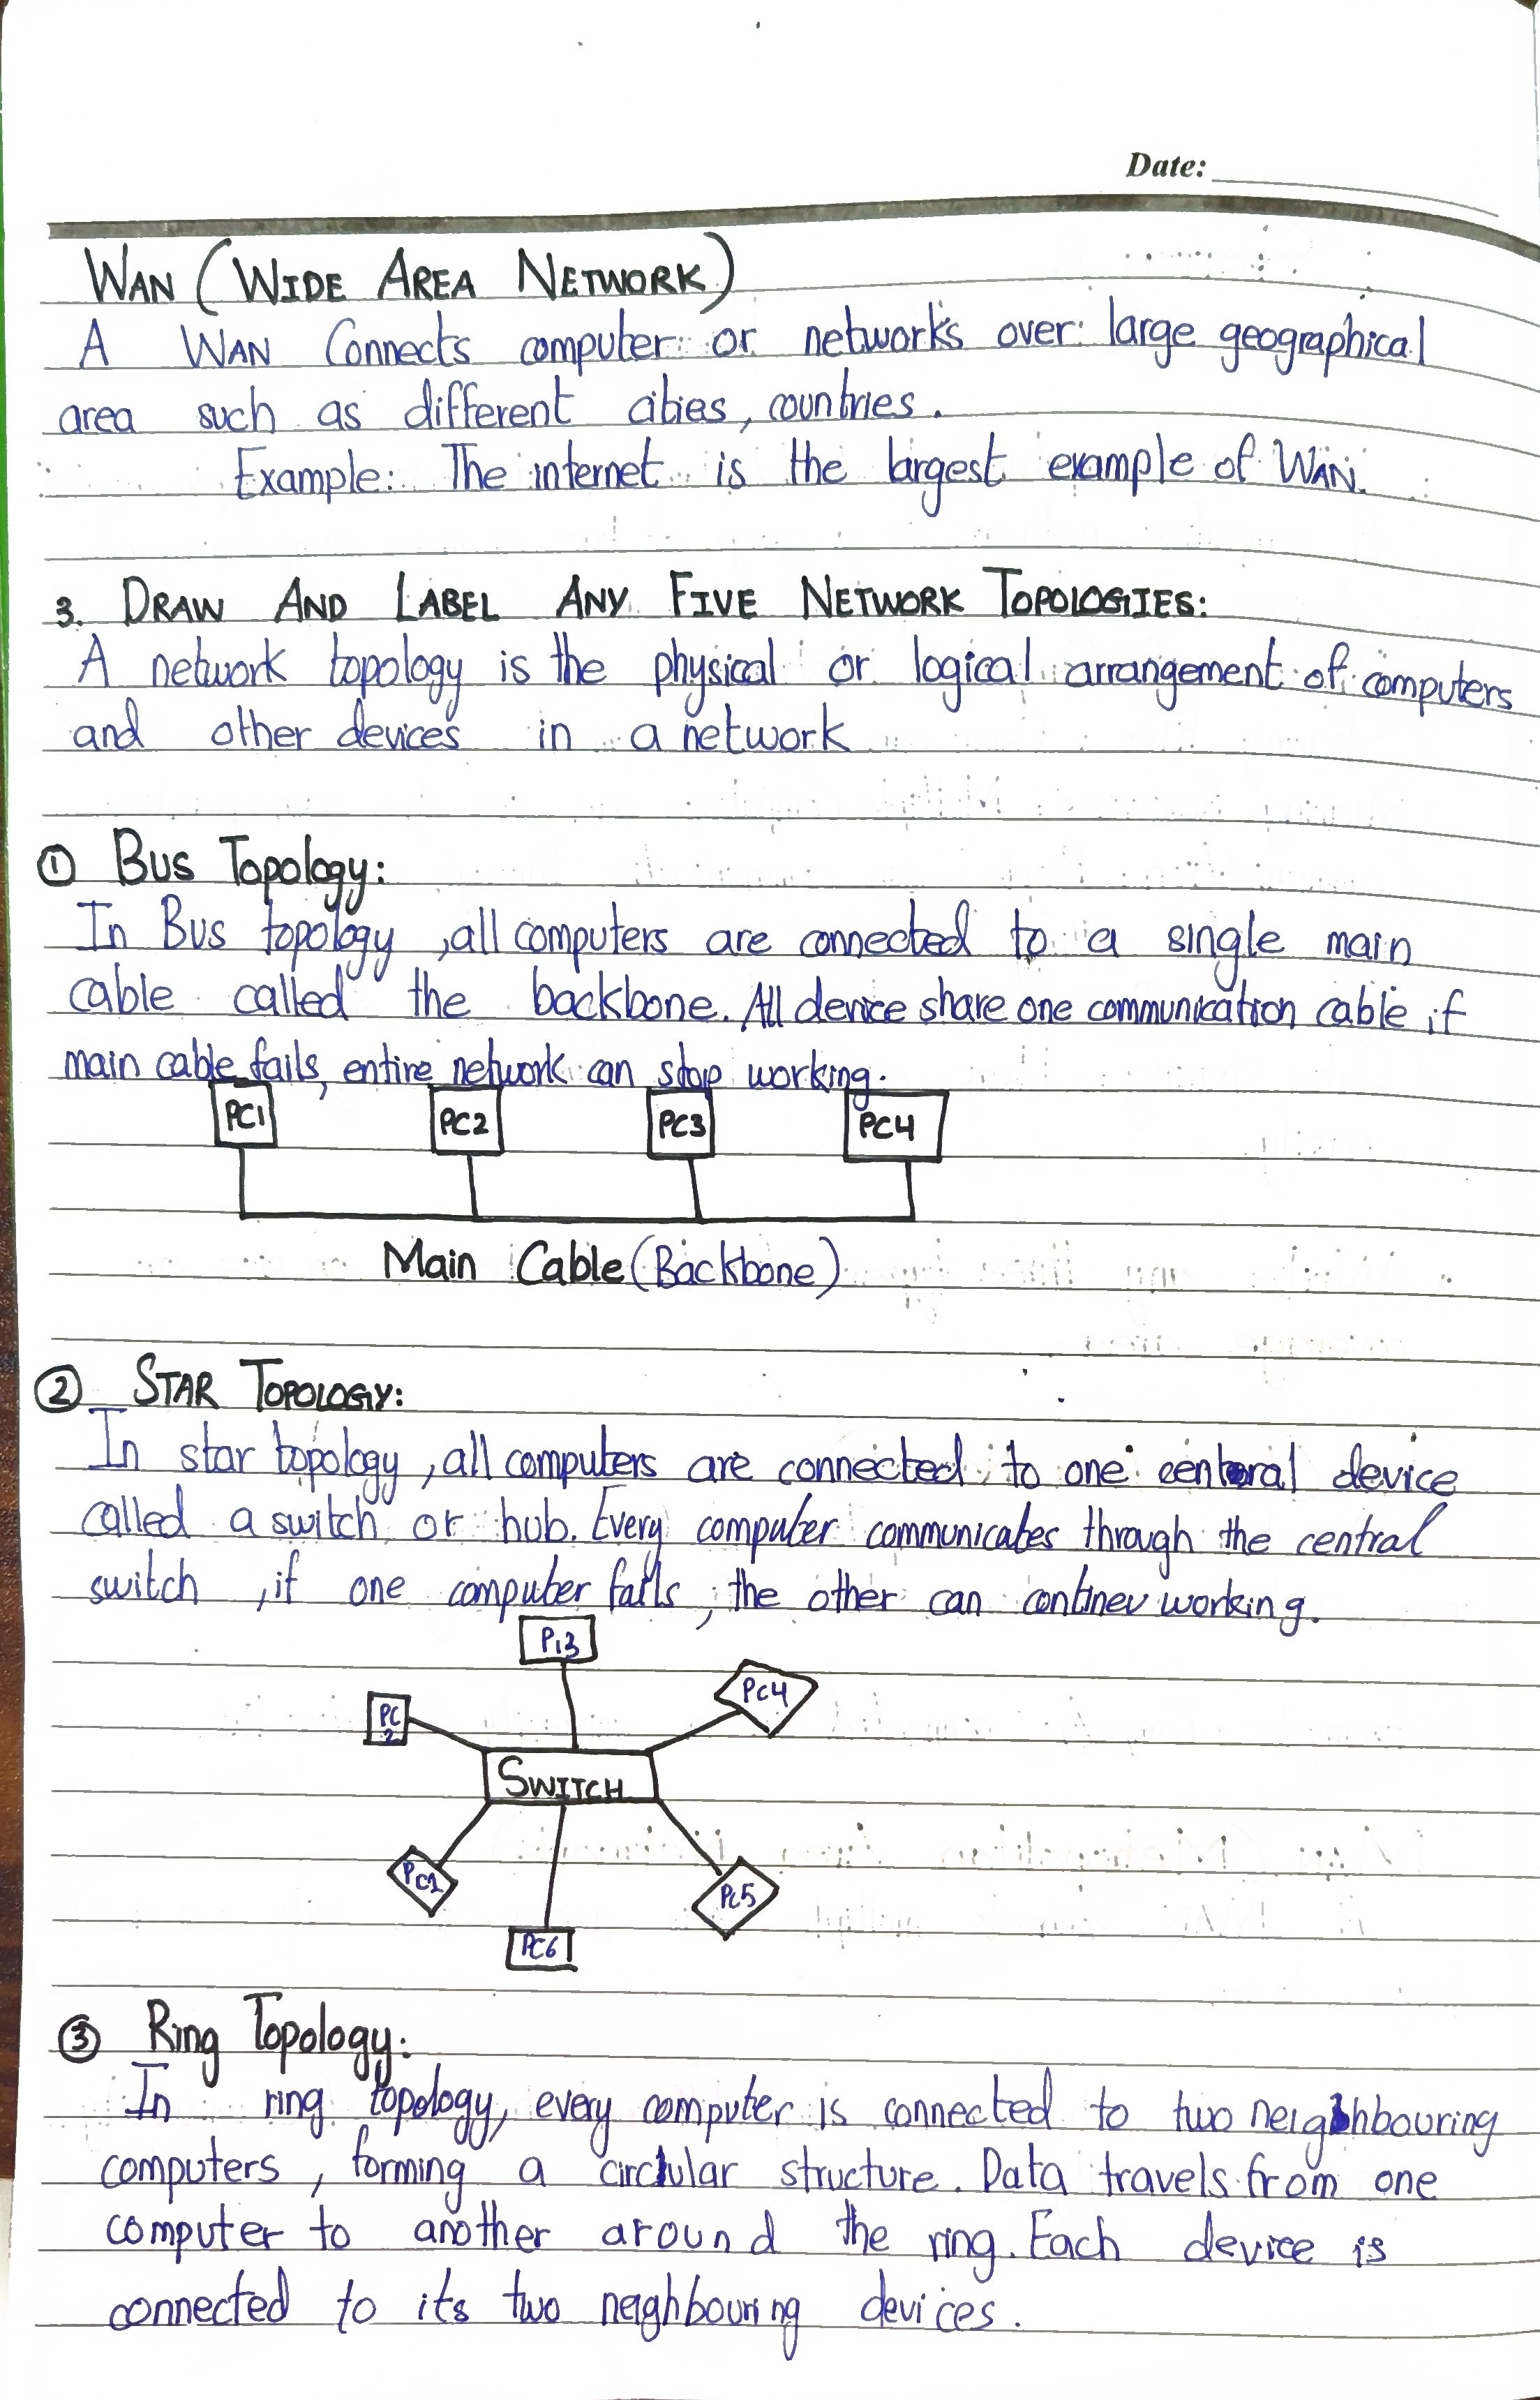 Date:
WAN (WIDE AREA NETWORK)
A WAN Connects computer or networks over large geographical
area such as different cities, countries.
Example: The internet is the largest example of WAN.
3. DRAW AND LABEL ANY FIVE NETWORK TOPOLOGIES:
A network topology is the physical or logical arrangement of computers
and other devices in a network
① Bus Topology:
In Bus topology, all computers are connected to a single main
cable called the backbone. All device share one communication cable if
main cable fails, entire network can stop working.
PC1 PC2 PC3 PC4
Main Cable (Backbone)
② STAR TOPOLOGY:
In star topology, all computers are connected to one centoral device
called a switch or hub. Every computer communicates through the central
switch, if one computer fails, the other can continev working.
P13
PC4
PC
2
SWITCH
PC1
PC5
PC6
③ Ring Topology:
In ring topology, every computer is connected to two neighbouring
computers, forming a circular structure. Data travels from one
computer to another around the ring. Each device is
connected to its two neighbouring devices.